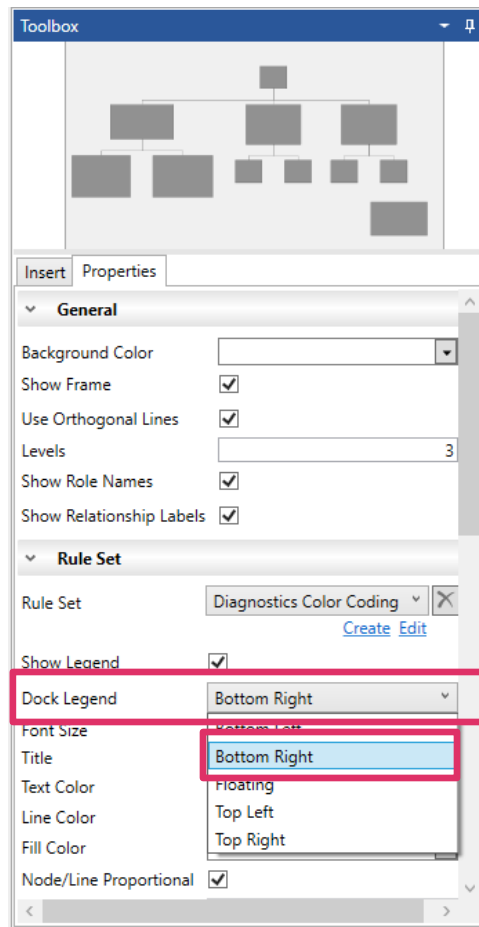 Toolbox
Insert Properties
General
Background Color
Show Frame
Use Orthogonal Lines
Levels 3
Show Role Names
Show Relationship Labels
Rule Set
Rule Set Diagnostics Color Coding
Create Edit
Show Legend
Dock Legend Bottom Right
Font Size Bottom Left
Title Bottom Right
Text Color Floating
Line Color Top Left
Fill Color Top Right
Node/Line Proportional